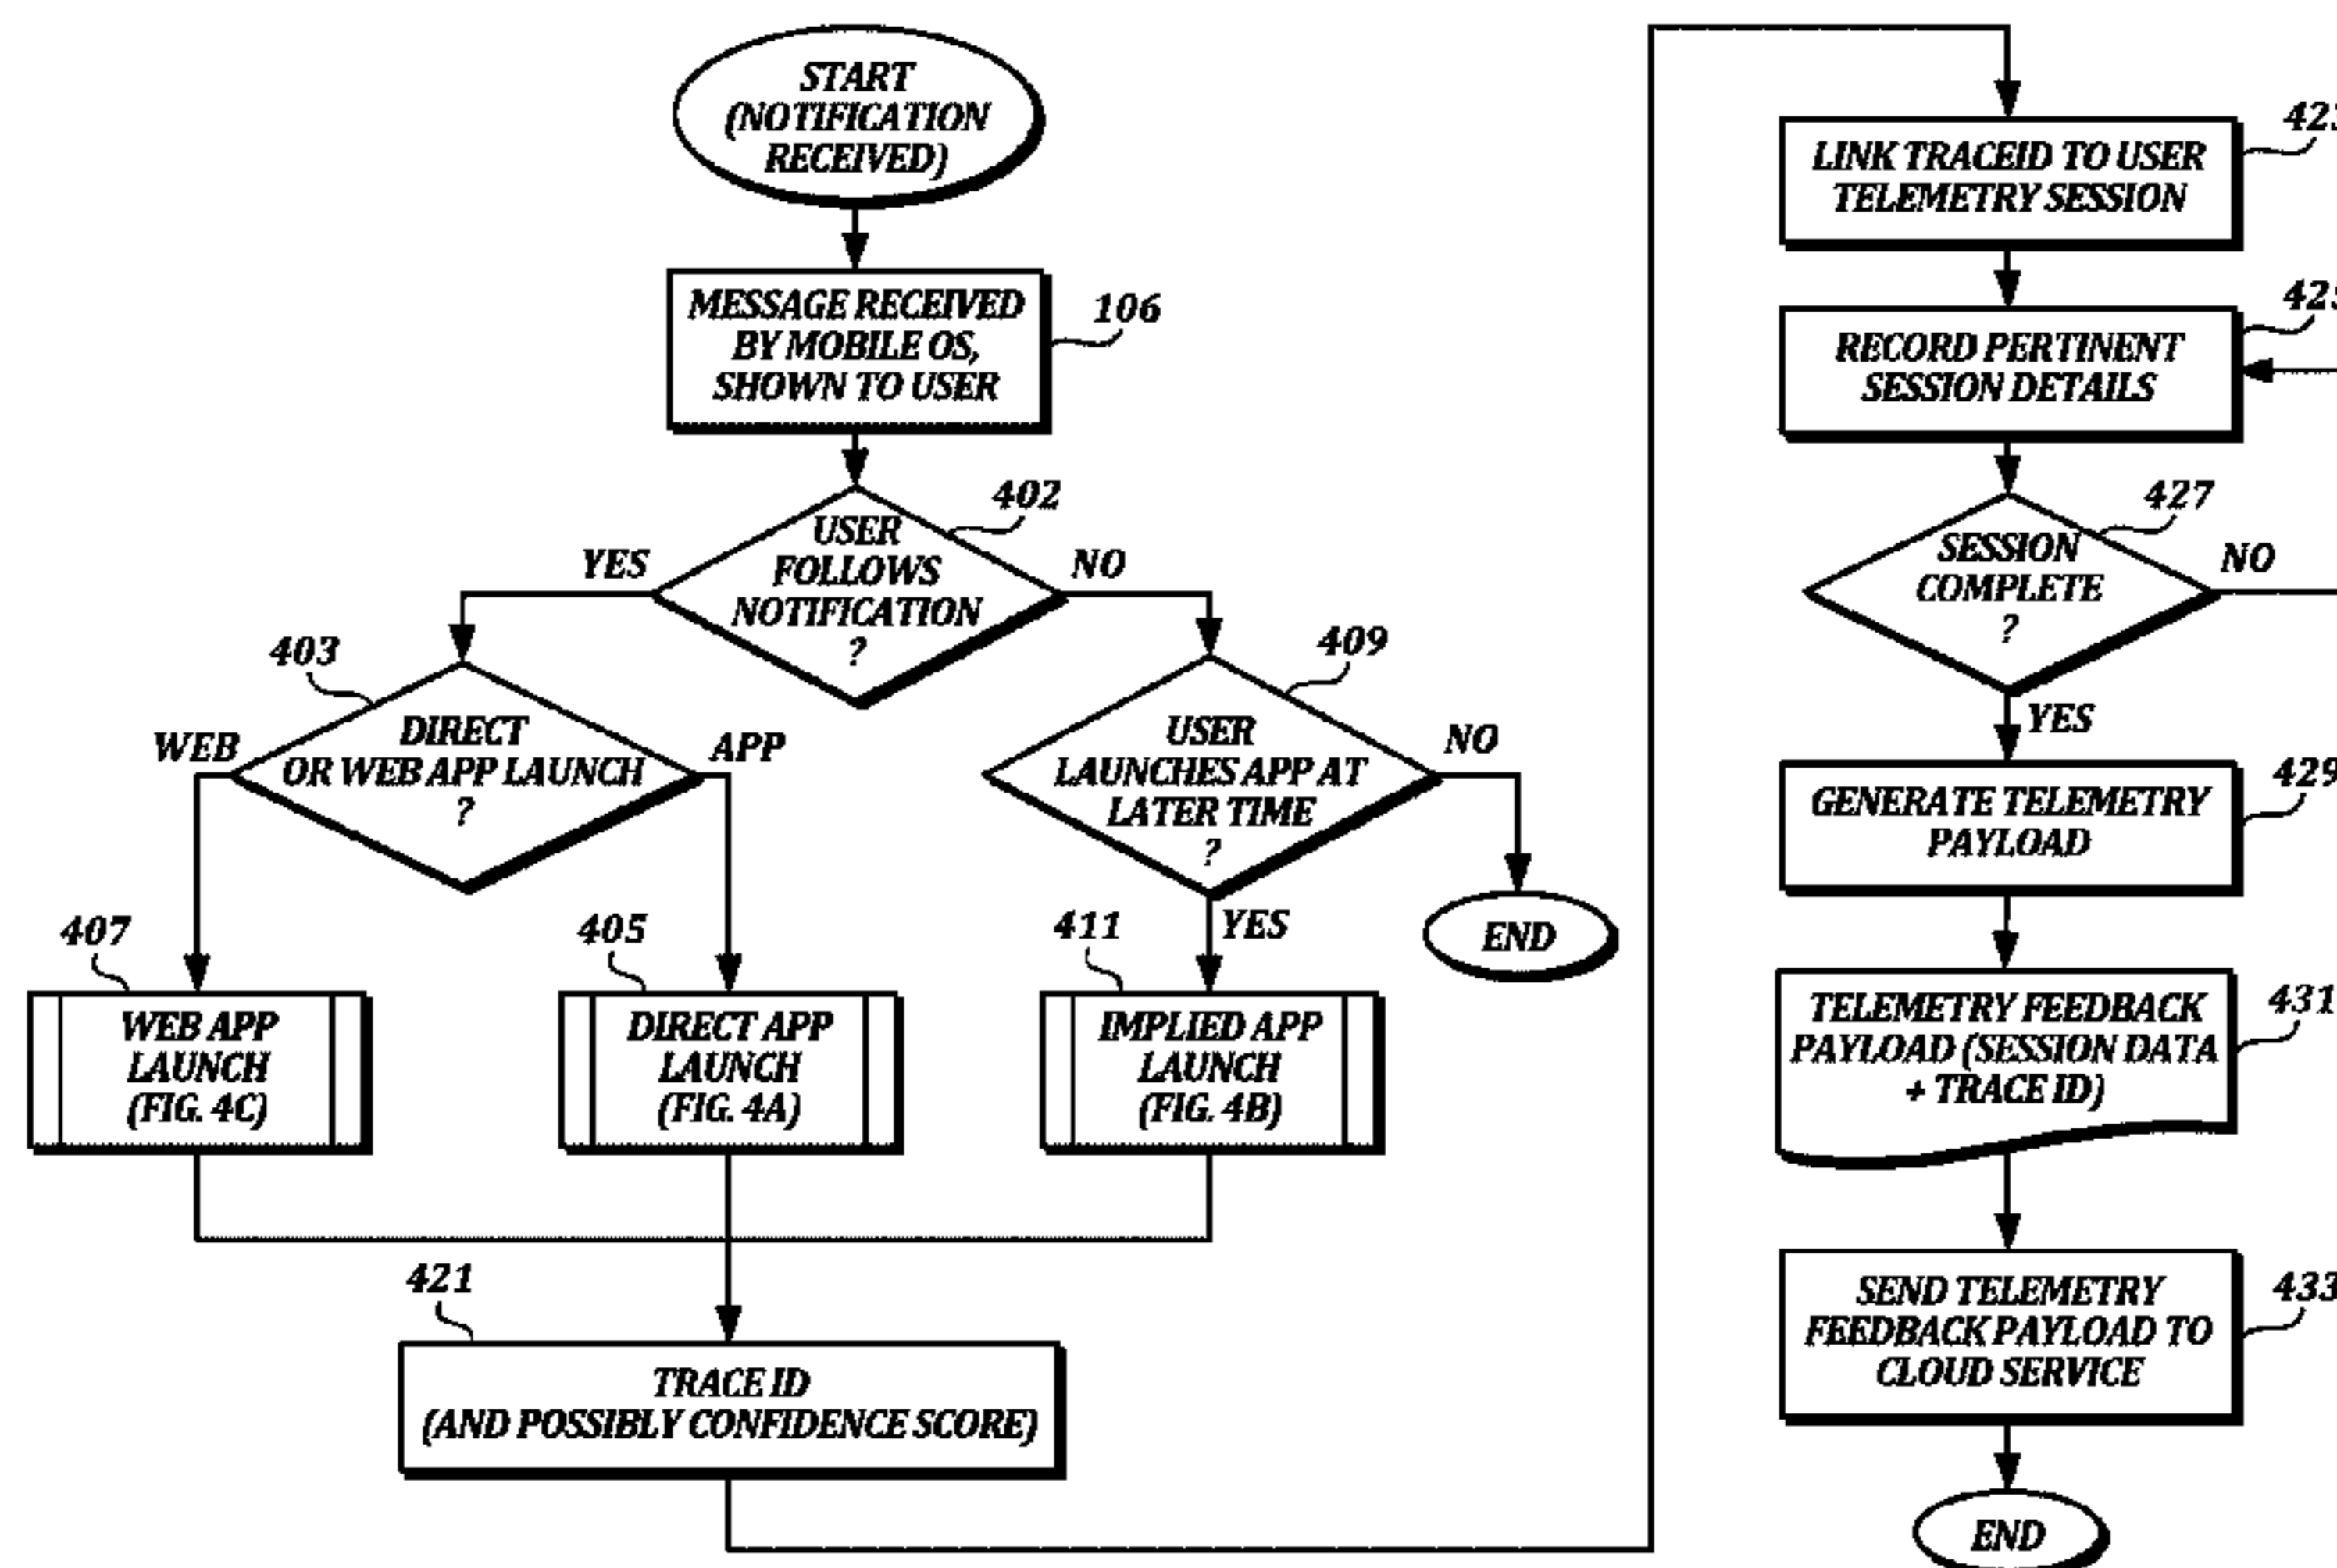 START
(NOTIFICATION
RECEIVED)
MESSAGE RECEIVED
BY MOBILE OS,
SHOWN TO USER
106
402
USER
FOLLOWS
NOTIFICATION
?
YES
NO
403
DIRECT
OR WEB APP LAUNCH
?
WEB
APP
409
USER
LAUNCHES APP AT
LATER TIME
?
NO
YES
END
407
WEB APP
LAUNCH
(FIG. 4C)
405
DIRECT APP
LAUNCH
(FIG. 4A)
411
IMPLIED APP
LAUNCH
(FIG. 4B)
421
TRACE ID
(AND POSSIBLY CONFIDENCE SCORE)
423
LINK TRACEID TO USER
TELEMETRY SESSION
425
RECORD PERTINENT
SESSION DETAILS
427
SESSION
COMPLETE
?
NO
YES
429
GENERATE TELEMETRY
PAYLOAD
431
TELEMETRY FEEDBACK
PAYLOAD (SESSION DATA
+ TRACE ID)
433
SEND TELEMETRY
FEEDBACK PAYLOAD TO
CLOUD SERVICE
END